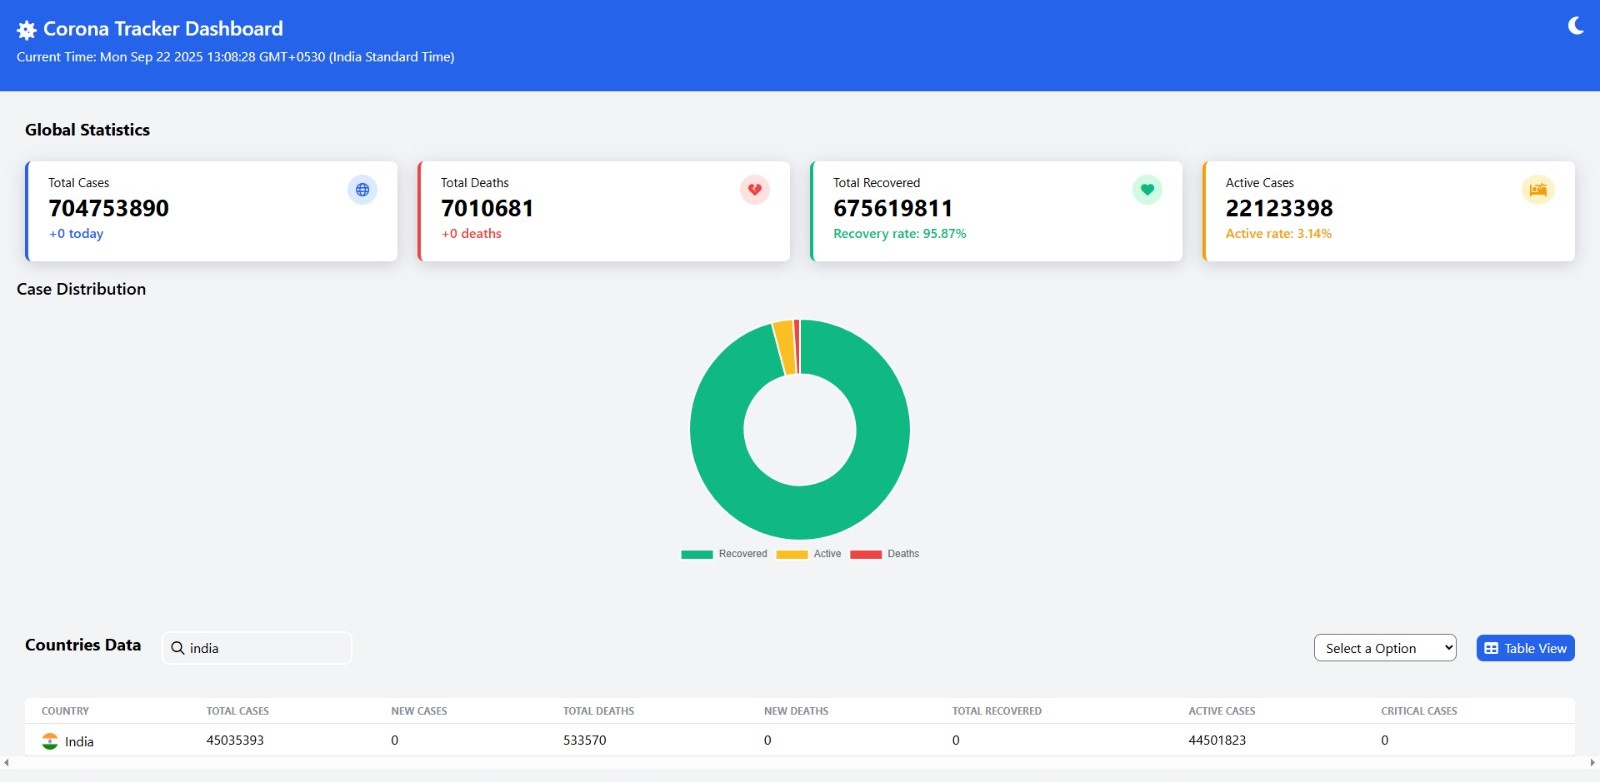 Corona Tracker Dashboard
Current Time: Mon Sep 22 2025 13:08:28 GMT+0530 (India Standard Time)
Global Statistics
Total Cases
704753890
+0 today
Total Deaths
7010681
+0 deaths
Total Recovered
675619811
Recovery rate: 95.87%
Active Cases
22123398
Active rate: 3.14%
Case Distribution
Recovered Active Deaths
Countries Data india Select a Option Table View
COUNTRY TOTAL CASES NEW CASES TOTAL DEATHS NEW DEATHS TOTAL RECOVERED ACTIVE CASES CRITICAL CASES
India 45035393 0 533570 0 0 44501823 0